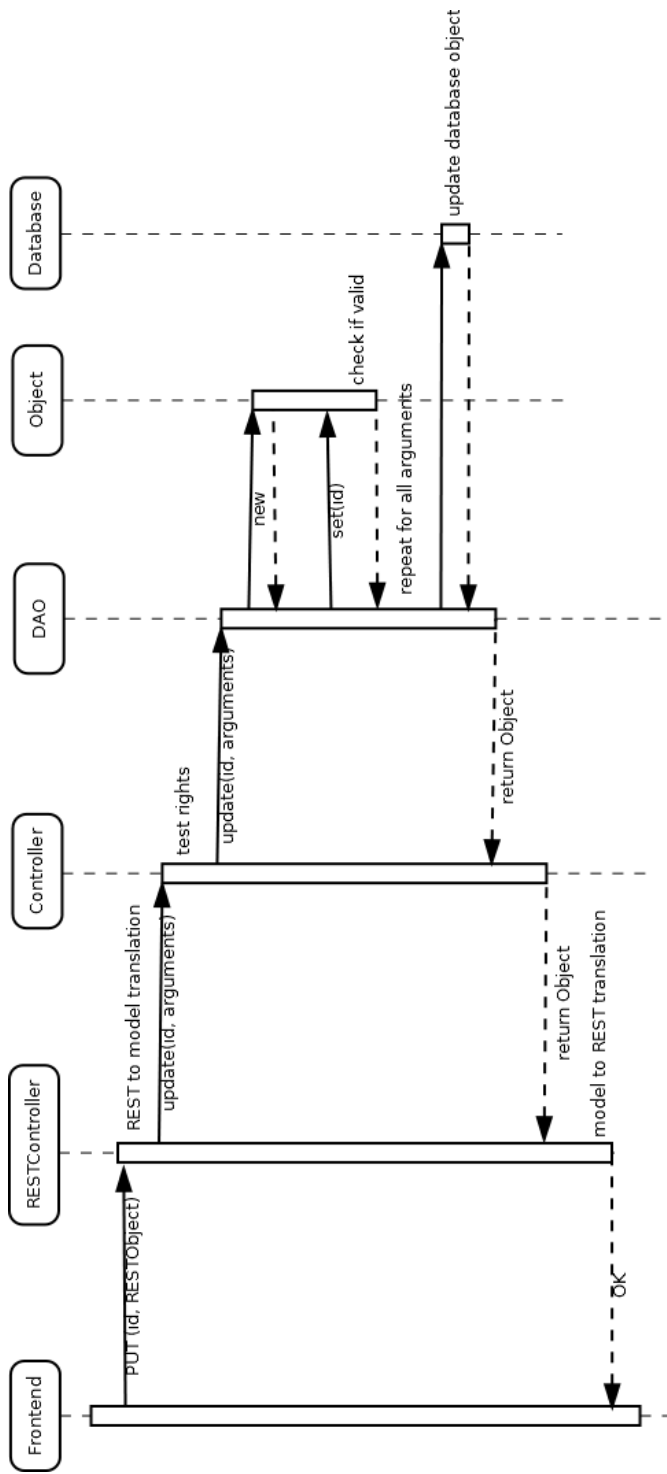 Frontend
RESTController
Controller
DAO
Object
Database
PUT (id, RESTObject)
REST to model translation
update(id, arguments)
test rights
update(id, arguments)
new
set(id)
check if valid
repeat for all arguments
update database object
return Object
return Object
model to REST translation
OK